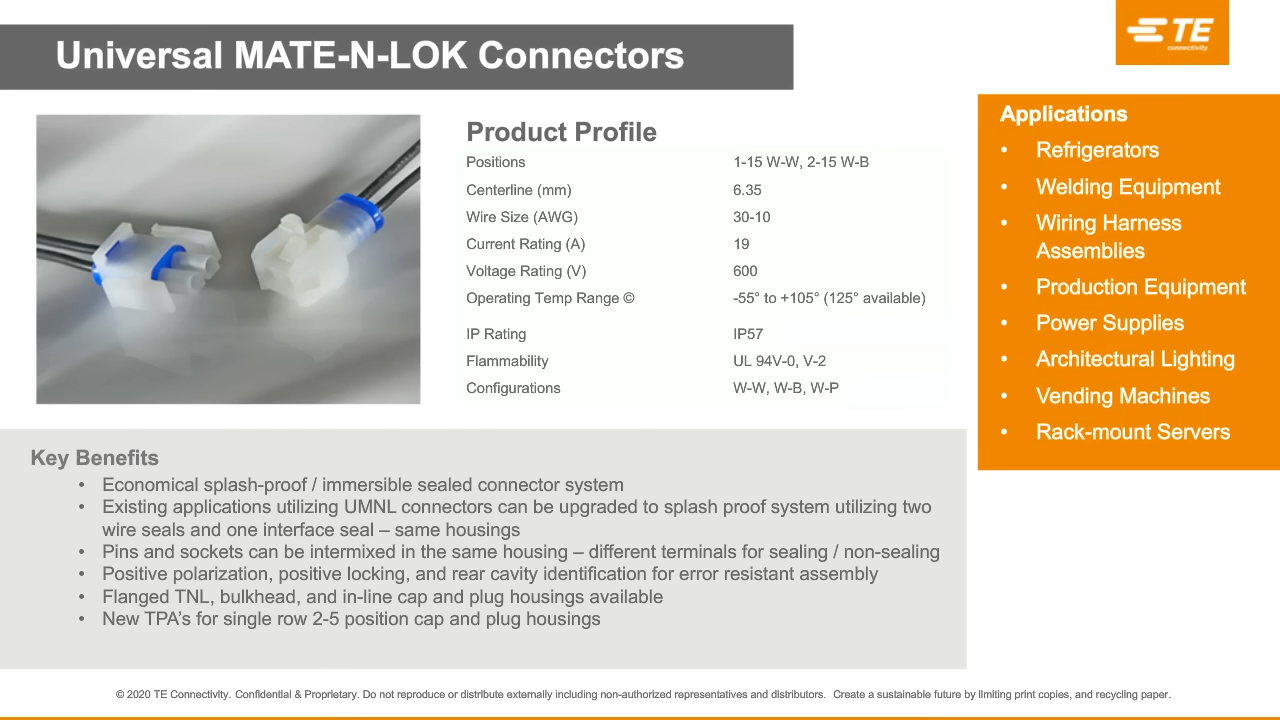 Universal MATE-N-LOK Connectors
TE
connectivity
Product Profile
Positions 1-15 W-W, 2-15 W-B
Centerline (mm) 6.35
Wire Size (AWG) 30-10
Current Rating (A) 19
Voltage Rating (V) 600
Operating Temp Range © -55° to +105° (125° available)
IP Rating IP57
Flammability UL 94V-0, V-2
Configurations W-W, W-B, W-P
Applications
• Refrigerators
• Welding Equipment
• Wiring Harness
Assemblies
• Production Equipment
• Power Supplies
• Architectural Lighting
• Vending Machines
• Rack-mount Servers
Key Benefits
• Economical splash-proof / immersible sealed connector system
• Existing applications utilizing UMNL connectors can be upgraded to splash proof system utilizing two
wire seals and one interface seal – same housings
• Pins and sockets can be intermixed in the same housing – different terminals for sealing / non-sealing
• Positive polarization, positive locking, and rear cavity identification for error resistant assembly
• Flanged TNL, bulkhead, and in-line cap and plug housings available
• New TPA’s for single row 2-5 position cap and plug housings
© 2020 TE Connectivity. Confidential & Proprietary. Do not reproduce or distribute externally including non-authorized representatives and distributors. Create a sustainable future by limiting print copies, and recycling paper.